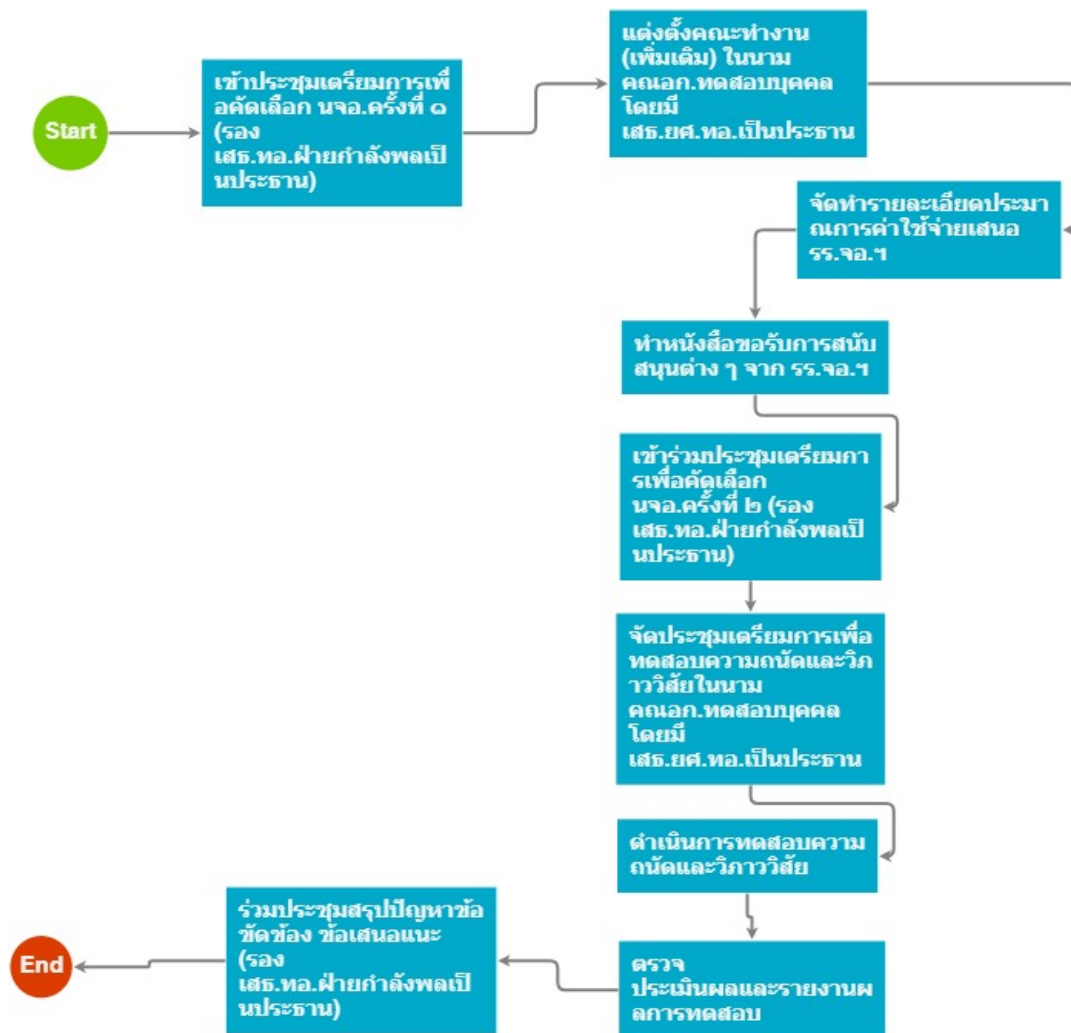 Start
เข้าประชุมเตรียมการเพื่
อคัดเลือก นจอ.ครั้งที่ ๑
(รอง
เสธ.ทอ.ฝ่ายกำลังพลเป็
นประธาน)
แต่งตั้งคณะทำงาน
(เพิ่มเติม) ในนาม
คณอก.ทดสอบบุคคล
โดยมี
เสธ.ยศ.ทอ.เป็นประธาน
จัดทำรายละเอียดประมา
ณการค่าใช้จ่ายเสนอ
รร.จอ.ฯ
ทำหนังสือขอรับการสนับ
สนุนต่าง ๆ จาก รร.จอ.ฯ
เข้าร่วมประชุมเตรียมกา
รเพื่อคัดเลือก
นจอ.ครั้งที่ ๒ (รอง
เสธ.ทอ.ฝ่ายกำลังพลเป็
นประธาน)
จัดประชุมเตรียมการเพื่อ
ทดสอบความถนัดและวิภ
าววิสัยในนาม
คณอก.ทดสอบบุคคล
โดยมี
เสธ.ยศ.ทอ.เป็นประธาน
ดำเนินการทดสอบความ
ถนัดและวิภาววิสัย
ตรวจ
ประเมินผลและรายงานผ
ลการทดสอบ
ร่วมประชุมสรุปปัญหาข้อ
ขัดข้อง ข้อเสนอแนะ
(รอง
เสธ.ทอ.ฝ่ายกำลังพลเป็
นประธาน)
End